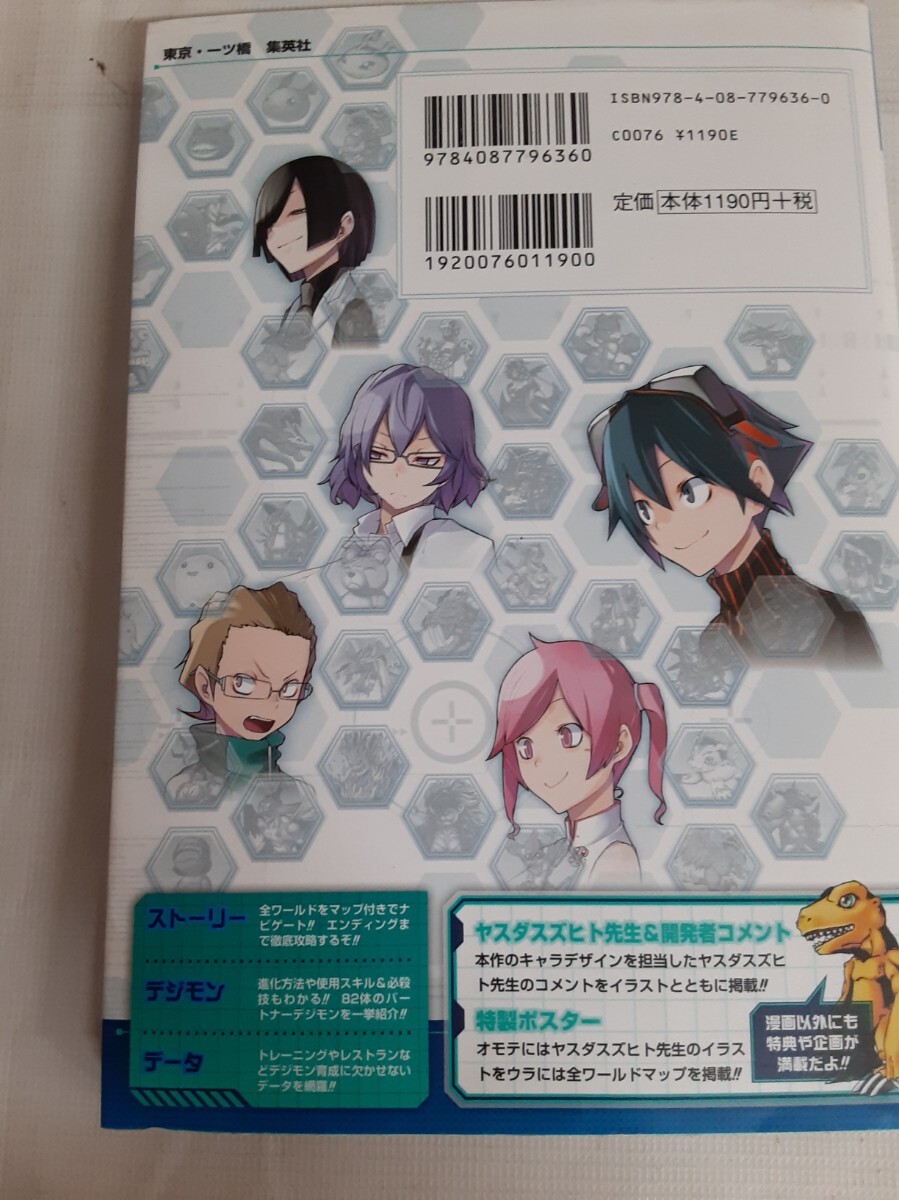 東京・一ツ橋　集英社
ISBN978-4-08-779636-0
C0076 ¥1190E
9784087796360
定価 本体1190円+税
1920076011900
ストーリー
全ワールドをマップ付きでナ
ビゲート!!　エンディングま
で徹底攻略するぞ!!
デジモン
進化方法や使用スキル&必殺
技もわかる!!　82体のパー
トナーデジモンを一挙紹介!!
データ
トレーニングやレストランな
どデジモン育成に欠かせない
データを網羅!!
ヤスダスズヒト先生&開発者コメント
本作のキャラデザインを担当したヤスダスズヒ
ト先生のコメントをイラストとともに掲載!!
特製ポスター
オモテにはヤスダスズヒト先生のイラス
トをウラには全ワールドマップを掲載!!
漫画以外にも
特典や企画が
満載だよ!!